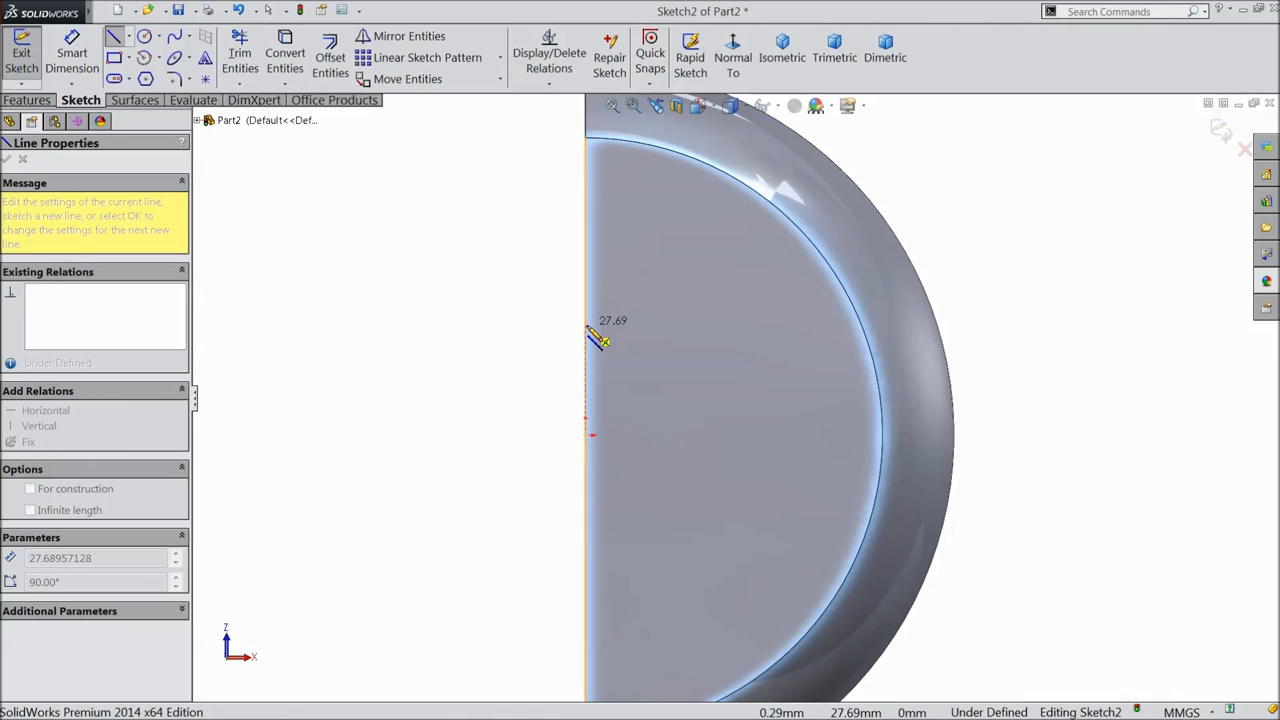 SOLIDWORKS
Sketch2 of Part2 *
Search Commands
Exit Sketch
Smart Dimension
Trim Entities
Convert Entities
Offset Entities
Mirror Entities
Linear Sketch Pattern
Move Entities
Display/Delete Relations
Repair Sketch
Quick Snaps
Rapid Sketch
Normal To
Isometric
Trimetric
Dimetric
Features
Sketch
Surfaces
Evaluate
DimXpert
Office Products
Part2 (Default<<Def...
Line Properties
?
Message
Edit the settings of the current line,
sketch a new line, or select OK to
change the settings for the next new
line.
Existing Relations
Under Defined
Add Relations
Horizontal
Vertical
Fix
Options
For construction
Infinite length
Parameters
27.68957128
90.00°
Additional Parameters
27.69
Z
X
SolidWorks Premium 2014 x64 Edition
0.29mm
27.69mm
0mm
Under Defined
Editing Sketch2
MMGS